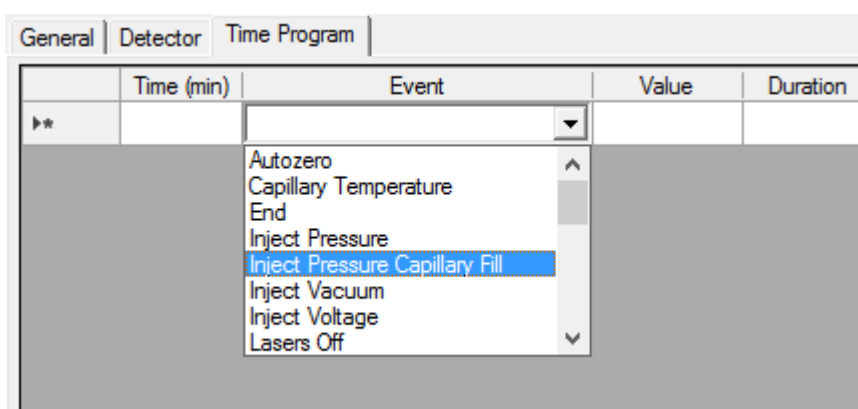 General Detector Time Program
Time (min) Event Value Duration
Autozero
Capillary Temperature
End
Inject Pressure
Inject Pressure Capillary Fill
Inject Vacuum
Inject Voltage
Lasers Off